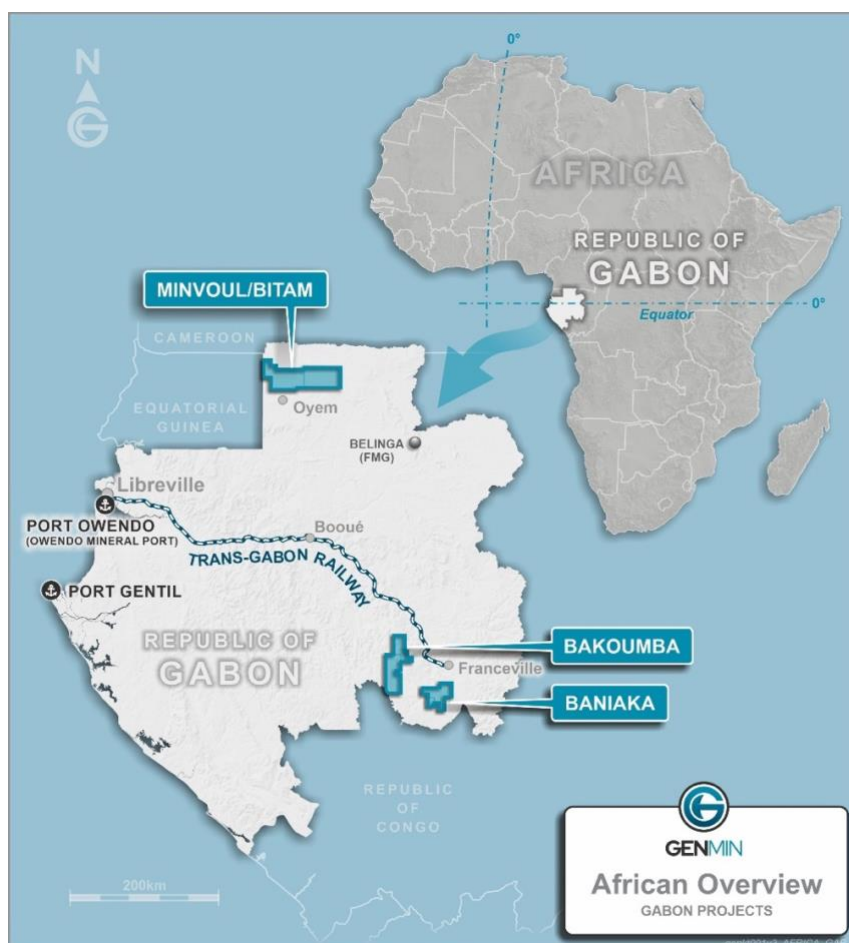 N
0°
AFRICA
REPUBLIC OF
GABON
0°
Equator
MINVOUL/BITAM
CAMEROON
EQUATORIAL
GUINEA
Oyem
BELINGA
(FMG)
Libreville
PORT OWENDO
(OWENDO MINERAL PORT)
Booué
TRANS-GABON RAILWAY
PORT GENTIL
REPUBLIC OF
GABON
BAKOUMBA
Franceville
BANIAKA
REPUBLIC
OF
CONGO
200km
GENMIN
African Overview
GABON PROJECTS